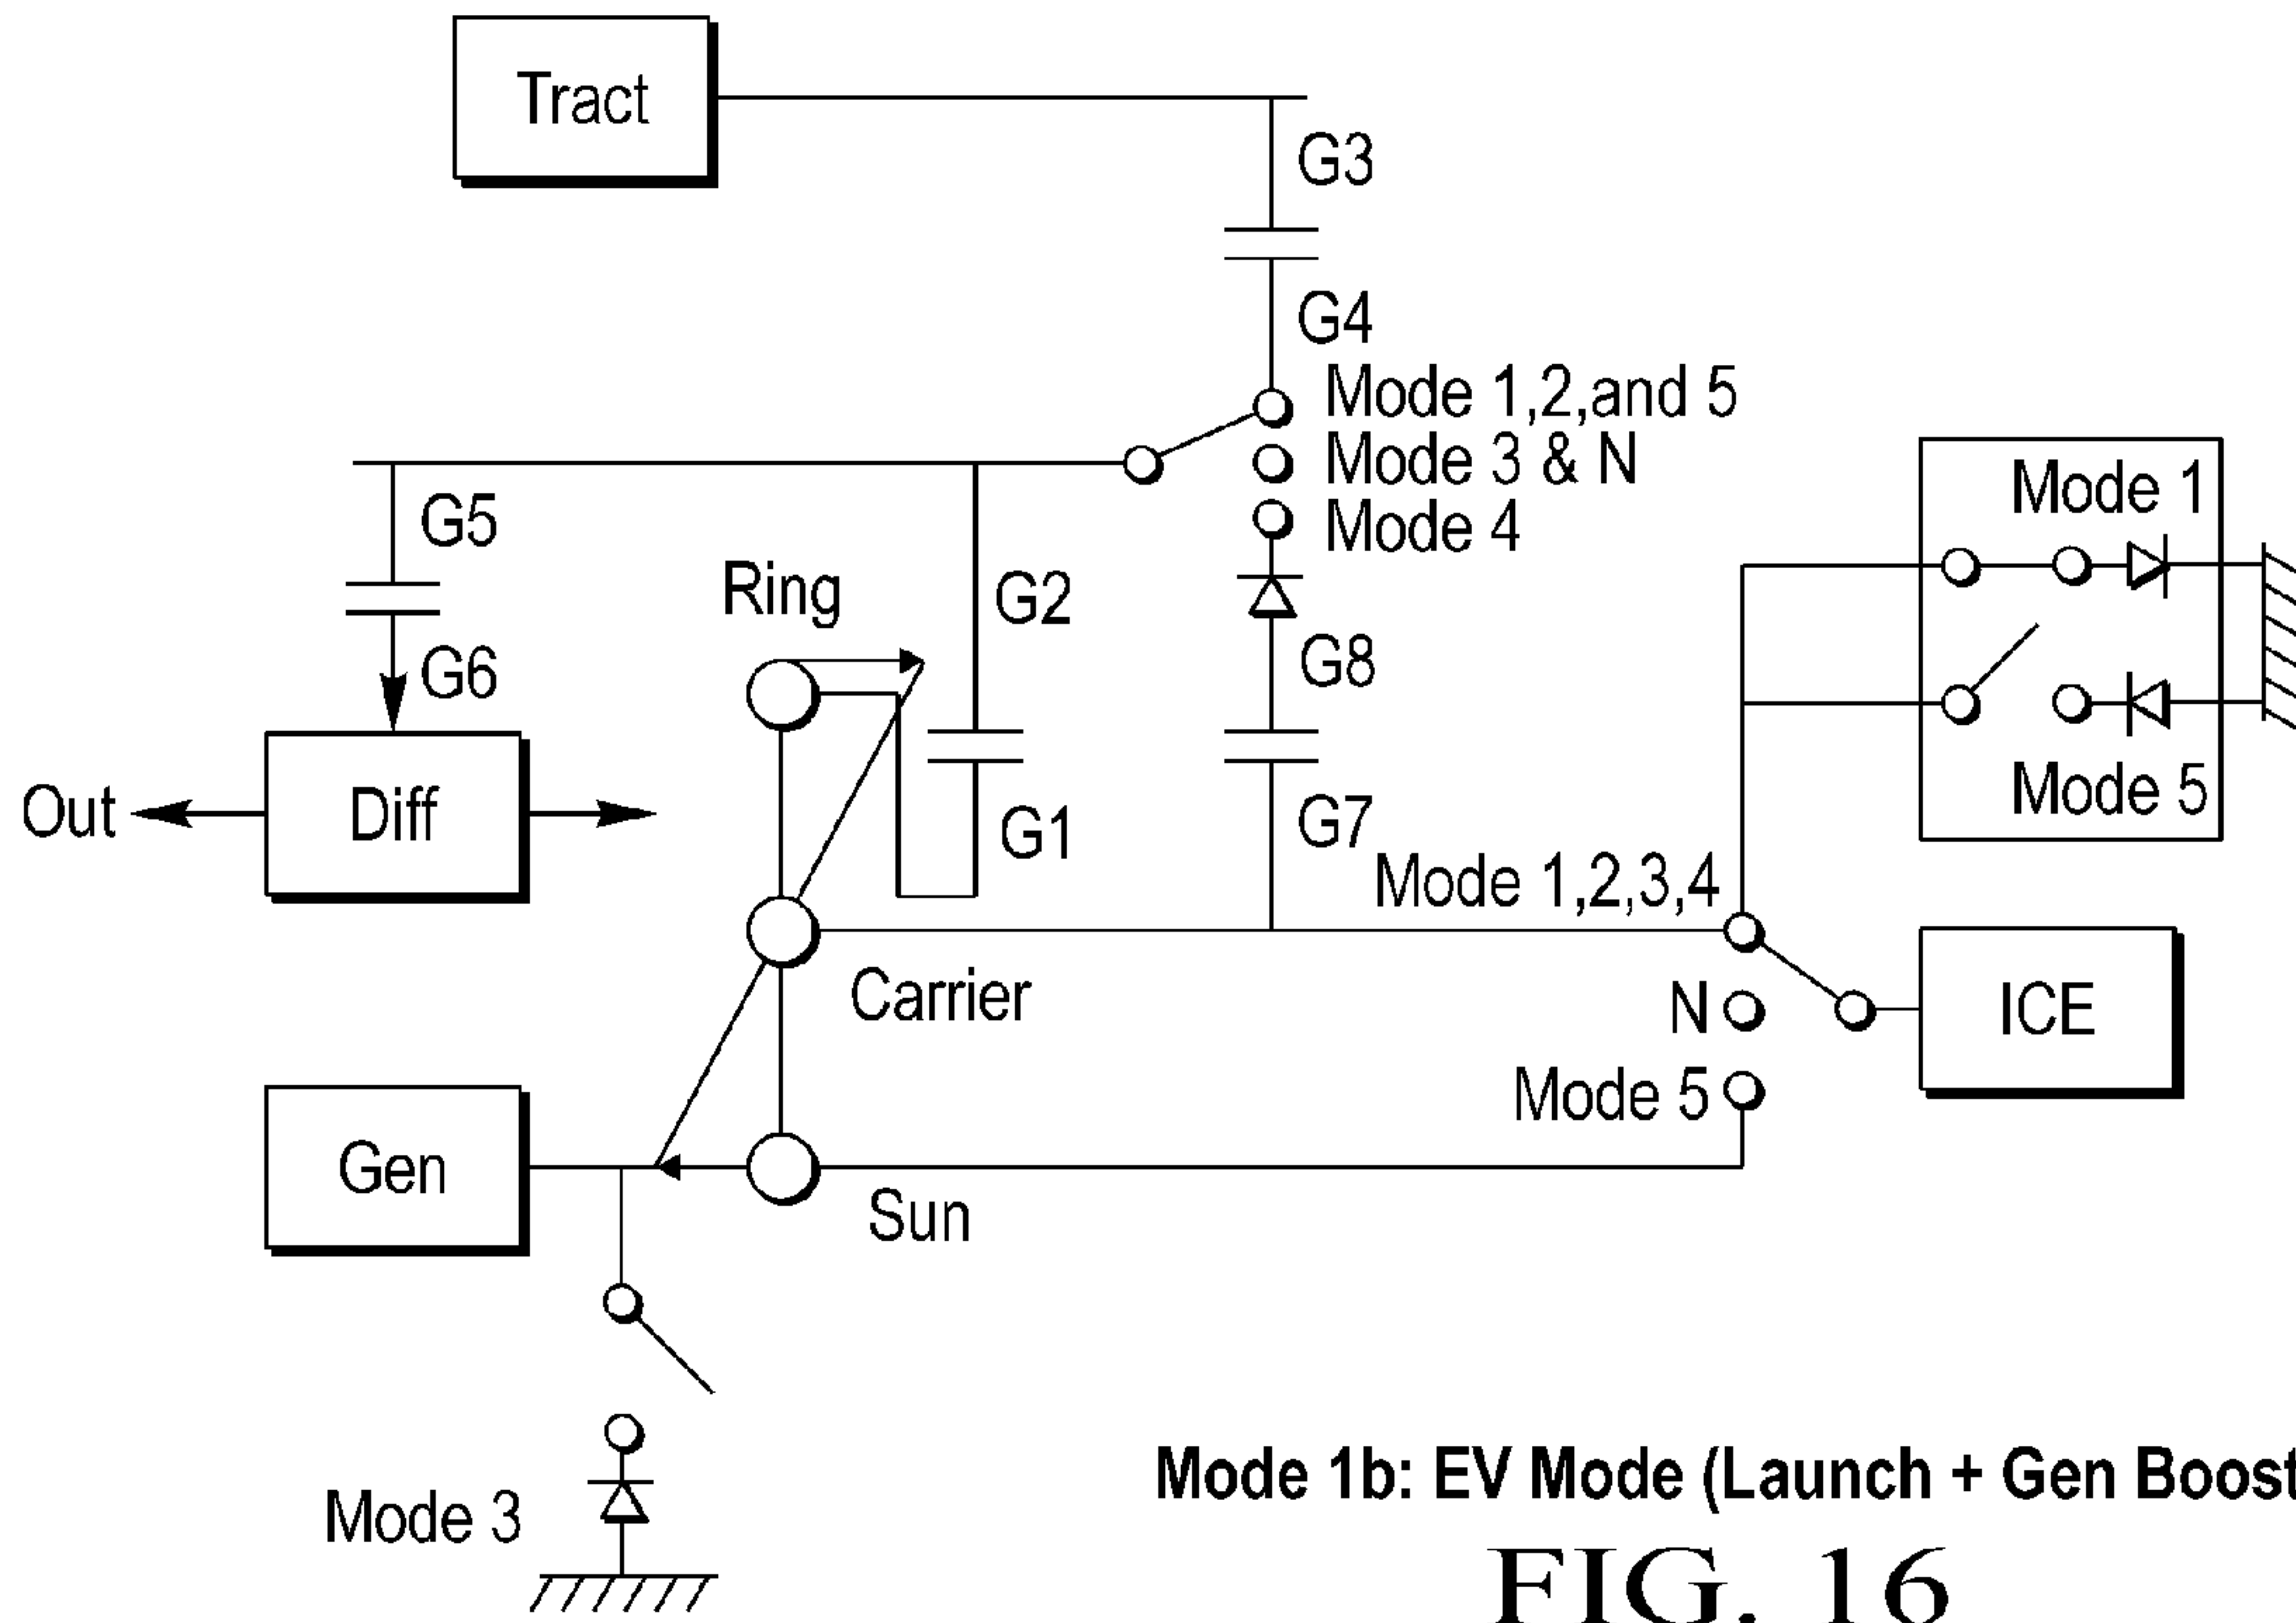 Tract
G3
G4
Mode 1,2,and 5
Mode 3 & N
Mode 4
Mode 1
G5
Ring
G2
G8
G6
Mode 5
Out
Diff
G1
G7
Mode 1,2,3,4
Carrier
N
ICE
Mode 5
Gen
Sun
Mode 3
Mode 1b: EV Mode (Launch + Gen Boost
FIG. 16